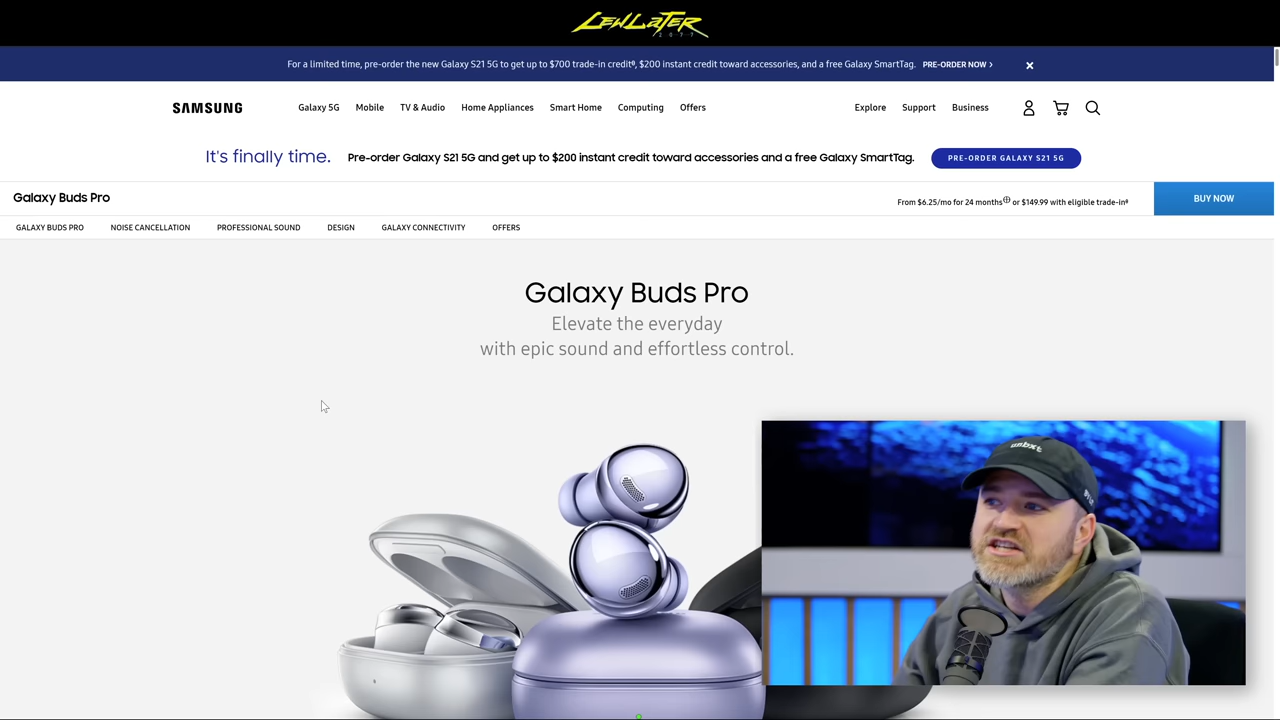 LEWLATER
2077
For a limited time, pre-order the new Galaxy S21 5G to get up to $700 trade-in credit⁸, $200 instant credit toward accessories, and a free Galaxy SmartTag. PRE-ORDER NOW >
SAMSUNG Galaxy 5G Mobile TV & Audio Home Appliances Smart Home Computing Offers Explore Support Business
It's finally time. Pre-order Galaxy S21 5G and get up to $200 instant credit toward accessories and a free Galaxy SmartTag. PRE-ORDER GALAXY S21 5G
Galaxy Buds Pro From $6.25/mo for 24 months or $149.99 with eligible trade-in BUY NOW
GALAXY BUDS PRO NOISE CANCELLATION PROFESSIONAL SOUND DESIGN GALAXY CONNECTIVITY OFFERS
Galaxy Buds Pro
Elevate the everyday
with epic sound and effortless control.
unbxt